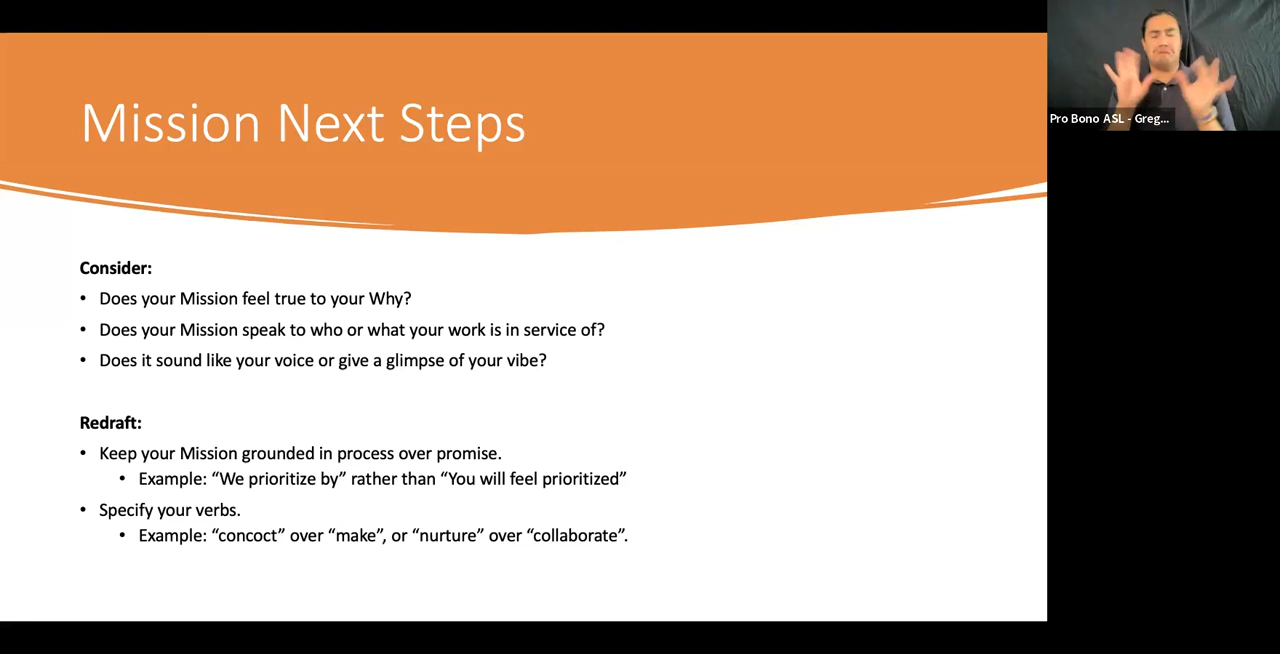 Mission Next Steps
Pro Bono ASL - Greg...
Consider:
• Does your Mission feel true to your Why?
• Does your Mission speak to who or what your work is in service of?
• Does it sound like your voice or give a glimpse of your vibe?
Redraft:
• Keep your Mission grounded in process over promise.
• Example: “We prioritize by” rather than “You will feel prioritized”
• Specify your verbs.
• Example: “concoct” over “make”, or “nurture” over “collaborate”.